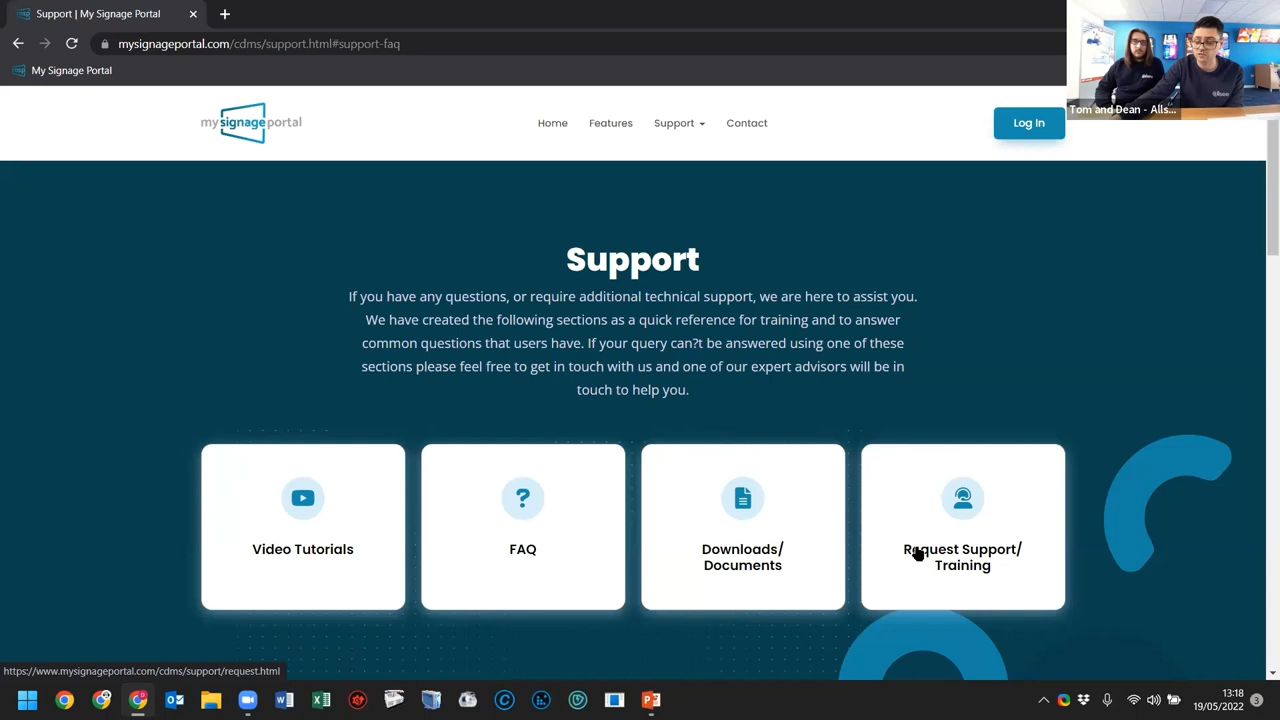 Support | My Signage Portal
mysignageportal.com/cdms/support.html#support-faq
My Signage Portal
Tom and Dean - Alls...
my signage portal
Home
Features
Support
Contact
Log In
Support
If you have any questions, or require additional technical support, we are here to assist you.
We have created the following sections as a quick reference for training and to answer
common questions that users have. If your query can?t be answered using one of these
sections please feel free to get in touch with us and one of our expert advisors will be in
touch to help you.
Video Tutorials
FAQ
Downloads/
Documents
Request Support/
Training
https://www.mysignageportal.com/cdms/support/request.html
13:18
19/05/2022
3